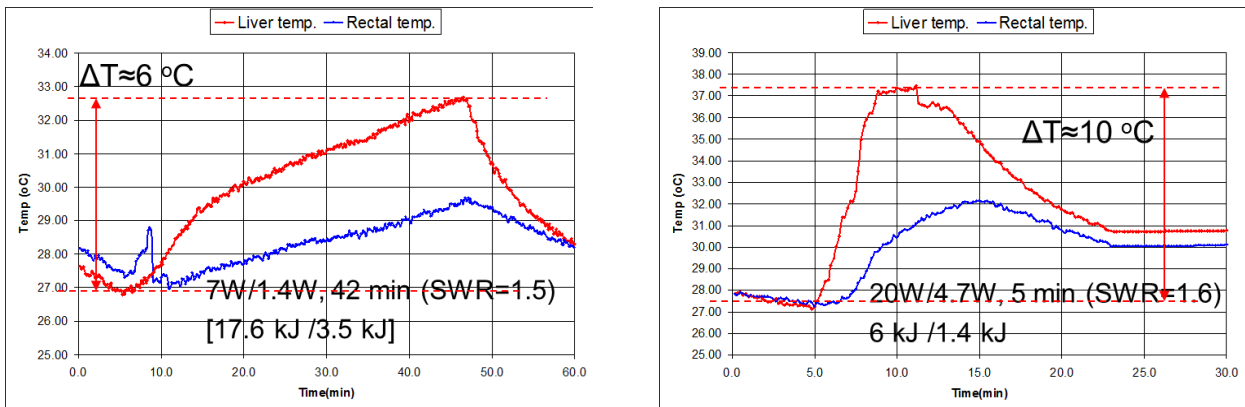 Liver temp. Rectal temp.
34.00
33.00
32.00
31.00
30.00
29.00
28.00
27.00
26.00
25.00
Temp (oC)
ΔT≈6 °C
7W/1.4W, 42 min (SWR=1.5)
[17.6 kJ /3.5 kJ]
0.0 10.0 20.0 30.0 40.0 50.0 60.0
Time(min)
Liver temp. Rectal temp.
39.00
38.00
37.00
36.00
35.00
34.00
33.00
32.00
31.00
30.00
29.00
28.00
27.00
26.00
25.00
Temp (oC)
ΔT≈10 °C
20W/4.7W, 5 min (SWR=1.6)
6 kJ /1.4 kJ
0.0 5.0 10.0 15.0 20.0 25.0 30.0
Time(min)